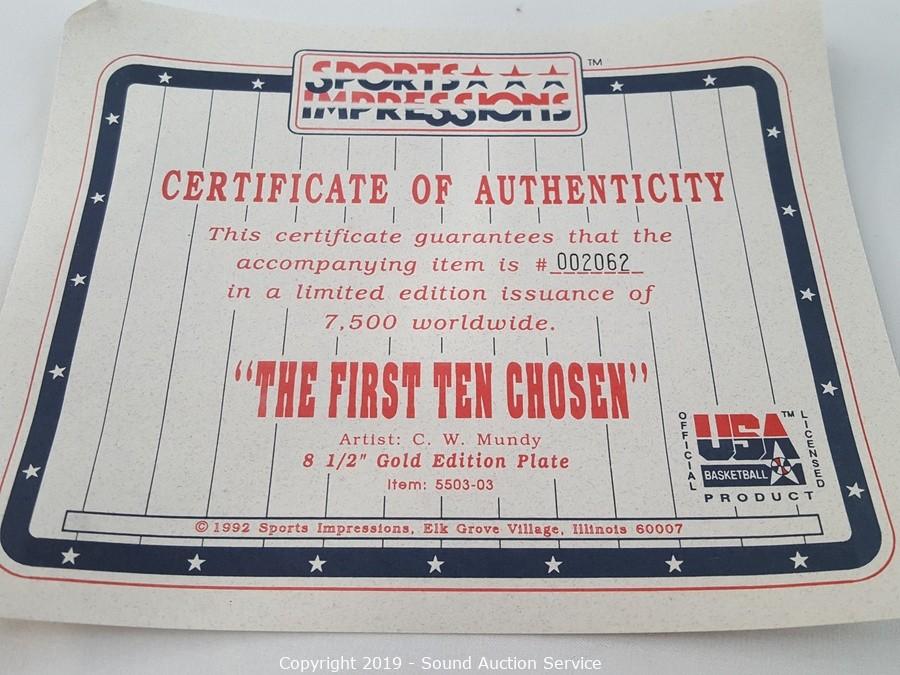 SPORTS
IMPRESSIONS
TM
CERTIFICATE OF AUTHENTICITY
This certificate guarantees that the
accompanying item is # 002062
in a limited edition issuance of
7,500 worldwide.
"THE FIRST TEN CHOSEN"
Artist: C. W. Mundy
8 1/2" Gold Edition Plate
Item: 5503-03
OFFICIAL
USA TM
BASKETBALL
LICENSED
PRODUCT
© 1992 Sports Impressions, Elk Grove Village, Illinois 60007
Copyright 2019 - Sound Auction Service